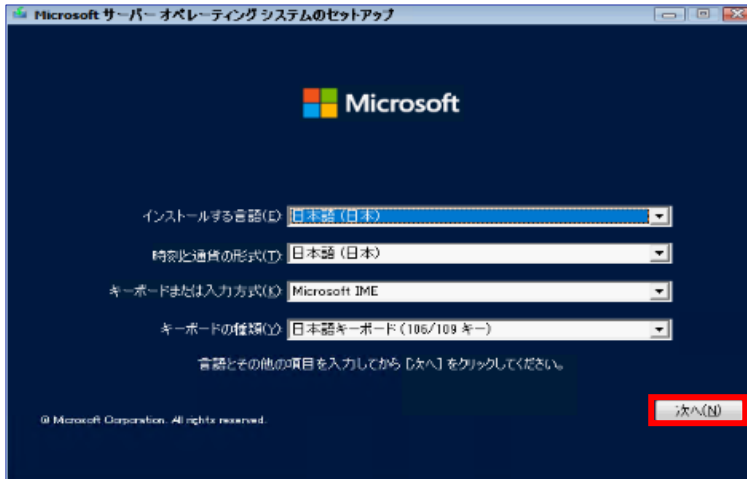 Microsoft サーバー オペレーティング システムのセットアップ
Microsoft
インストールする言語(E): 日本語 (日本)
時刻と通貨の形式(T): 日本語 (日本)
キーボードまたは入力方式(K): Microsoft IME
キーボードの種類(Y): 日本語キーボード (106/109 キー)
言語とその他の項目を入力してから [次へ] をクリックしてください。
次へ(N)
© Microsoft Corporation. All rights reserved.